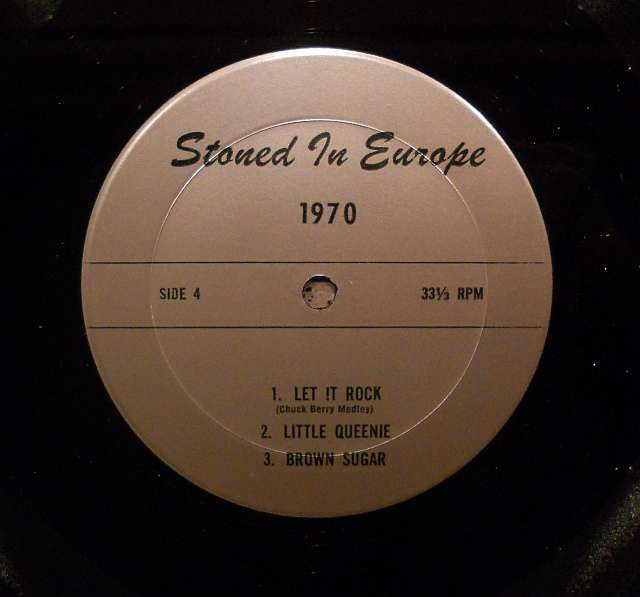 Stoned In Europe
1970
SIDE 4 33⅓ RPM
1. LET IT ROCK
(Chuck Berry Medley)
2. LITTLE QUEENIE
3. BROWN SUGAR